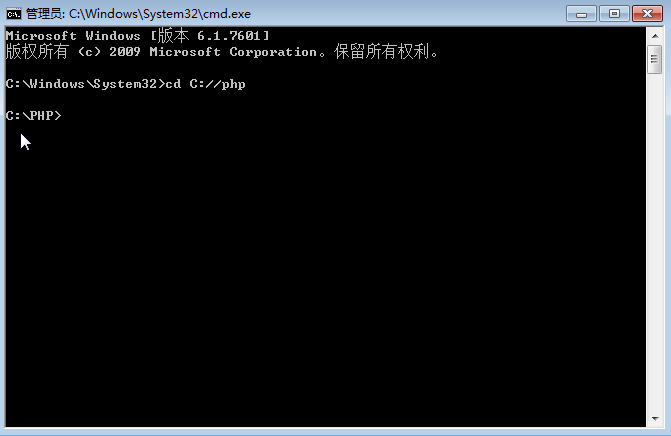 管理员: C:\Windows\System32\cmd.exe
Microsoft Windows [版本 6.1.7601]
版权所有 (c) 2009 Microsoft Corporation。保留所有权利。
C:\Windows\System32>cd C://php
C:\PHP>